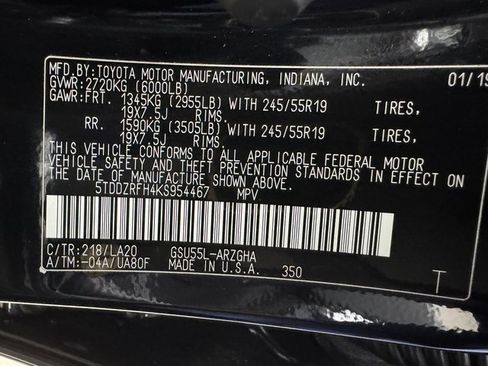 MFD.BY:TOYOTA MOTOR MANUFACTURING, INDIANA, INC. 01/19
GVWR:2720KG (6000LB)
GAWR:FRT. 1345KG (2955LB) WITH 245/55R19 TIRES,
19X7.5J RIMS.
RR. 1590KG (3505LB) WITH 245/55R19 TIRES,
19X7.5J RIMS.
THIS VEHICLE CONFORMS TO ALL APPLICABLE FEDERAL MOTOR
VEHICLE SAFETY AND THEFT PREVENTION STANDARDS IN EFFECT ON
THE DATE OF MANUFACTURE SHOWN ABOVE.
5TDDZRFH4KS954467 MPV
C/TR:218/LA20 GSU55L-ARZGHA
A/TM:-04A/UA80F MADE IN U.S.A. 350 T